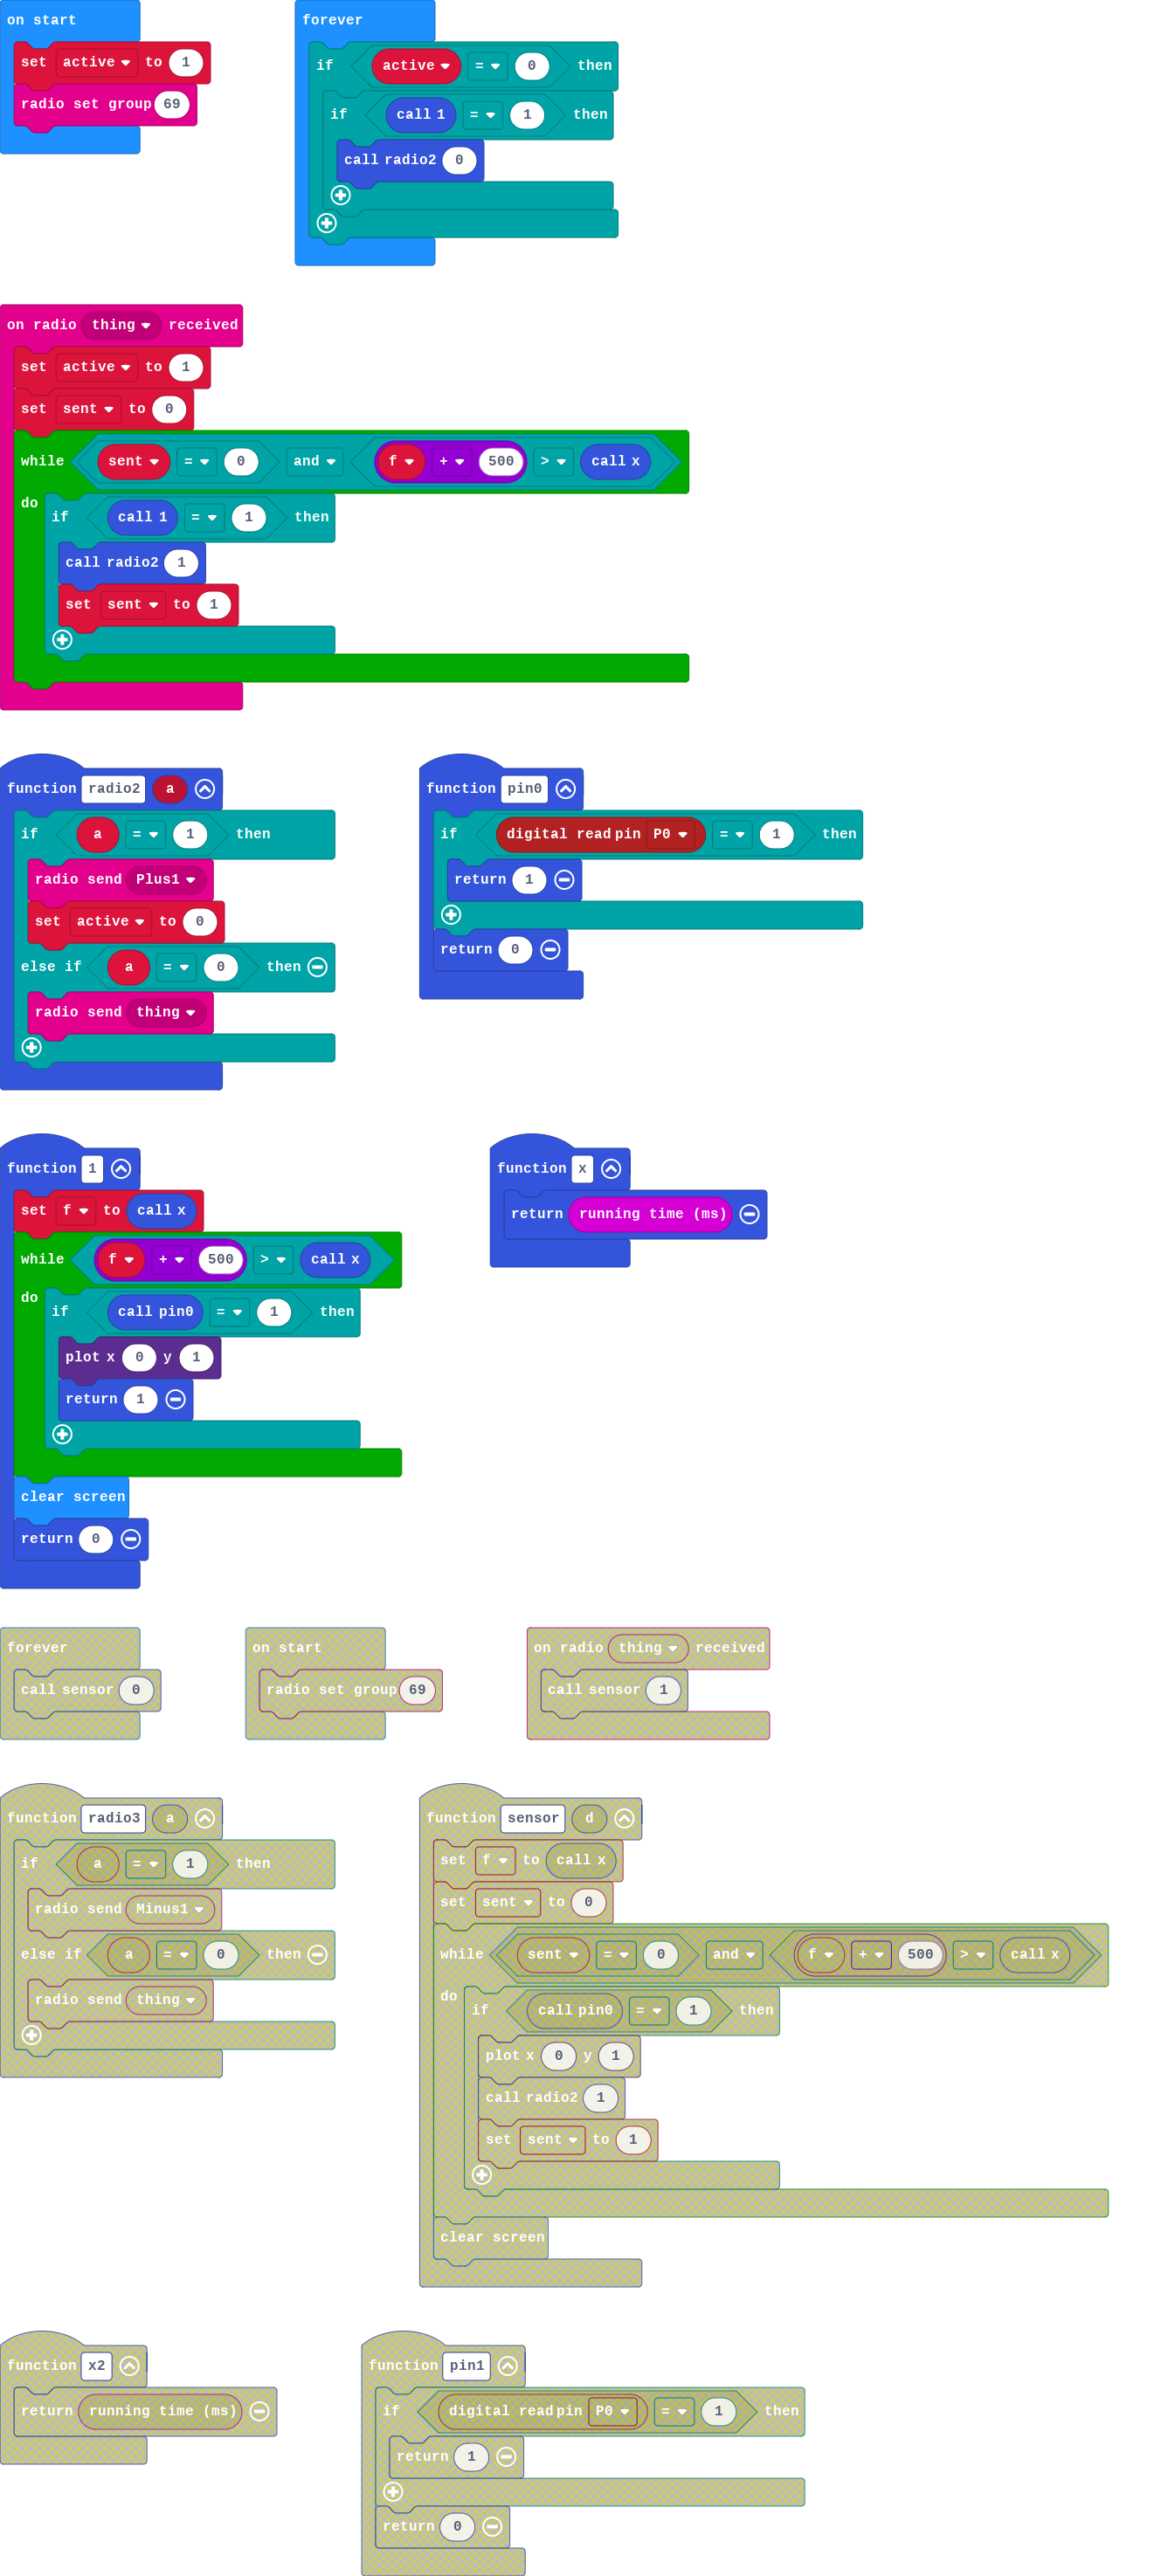 on start
set active to 1
radio set group 69
forever
if active = 0 then
if call 1 = 1 then
call radio2 0
on radio thing received
set active to 1
set sent to 0
while sent = 0 and f + 500 > call x
do if call 1 = 1 then
call radio2 1
set sent to 1
function radio2 a
if a = 1 then
radio send Plus1
set active to 0
else if a = 0 then
radio send thing
function pin0
if digital read pin P0 = 1 then
return 1
return 0
function 1
set f to call x
while f + 500 > call x
do if call pin0 = 1 then
plot x 0 y 1
return 1
clear screen
return 0
function x
return running time (ms)
forever
call sensor 0
on start
radio set group 69
on radio thing received
call sensor 1
function radio3 a
if a = 1 then
radio send Minus1
else if a = 0 then
radio send thing
function sensor d
set f to call x
set sent to 0
while sent = 0 and f + 500 > call x
do if call pin0 = 1 then
plot x 0 y 1
call radio2 1
set sent to 1
clear screen
function x2
return running time (ms)
function pin1
if digital read pin P0 = 1 then
return 1
return 0